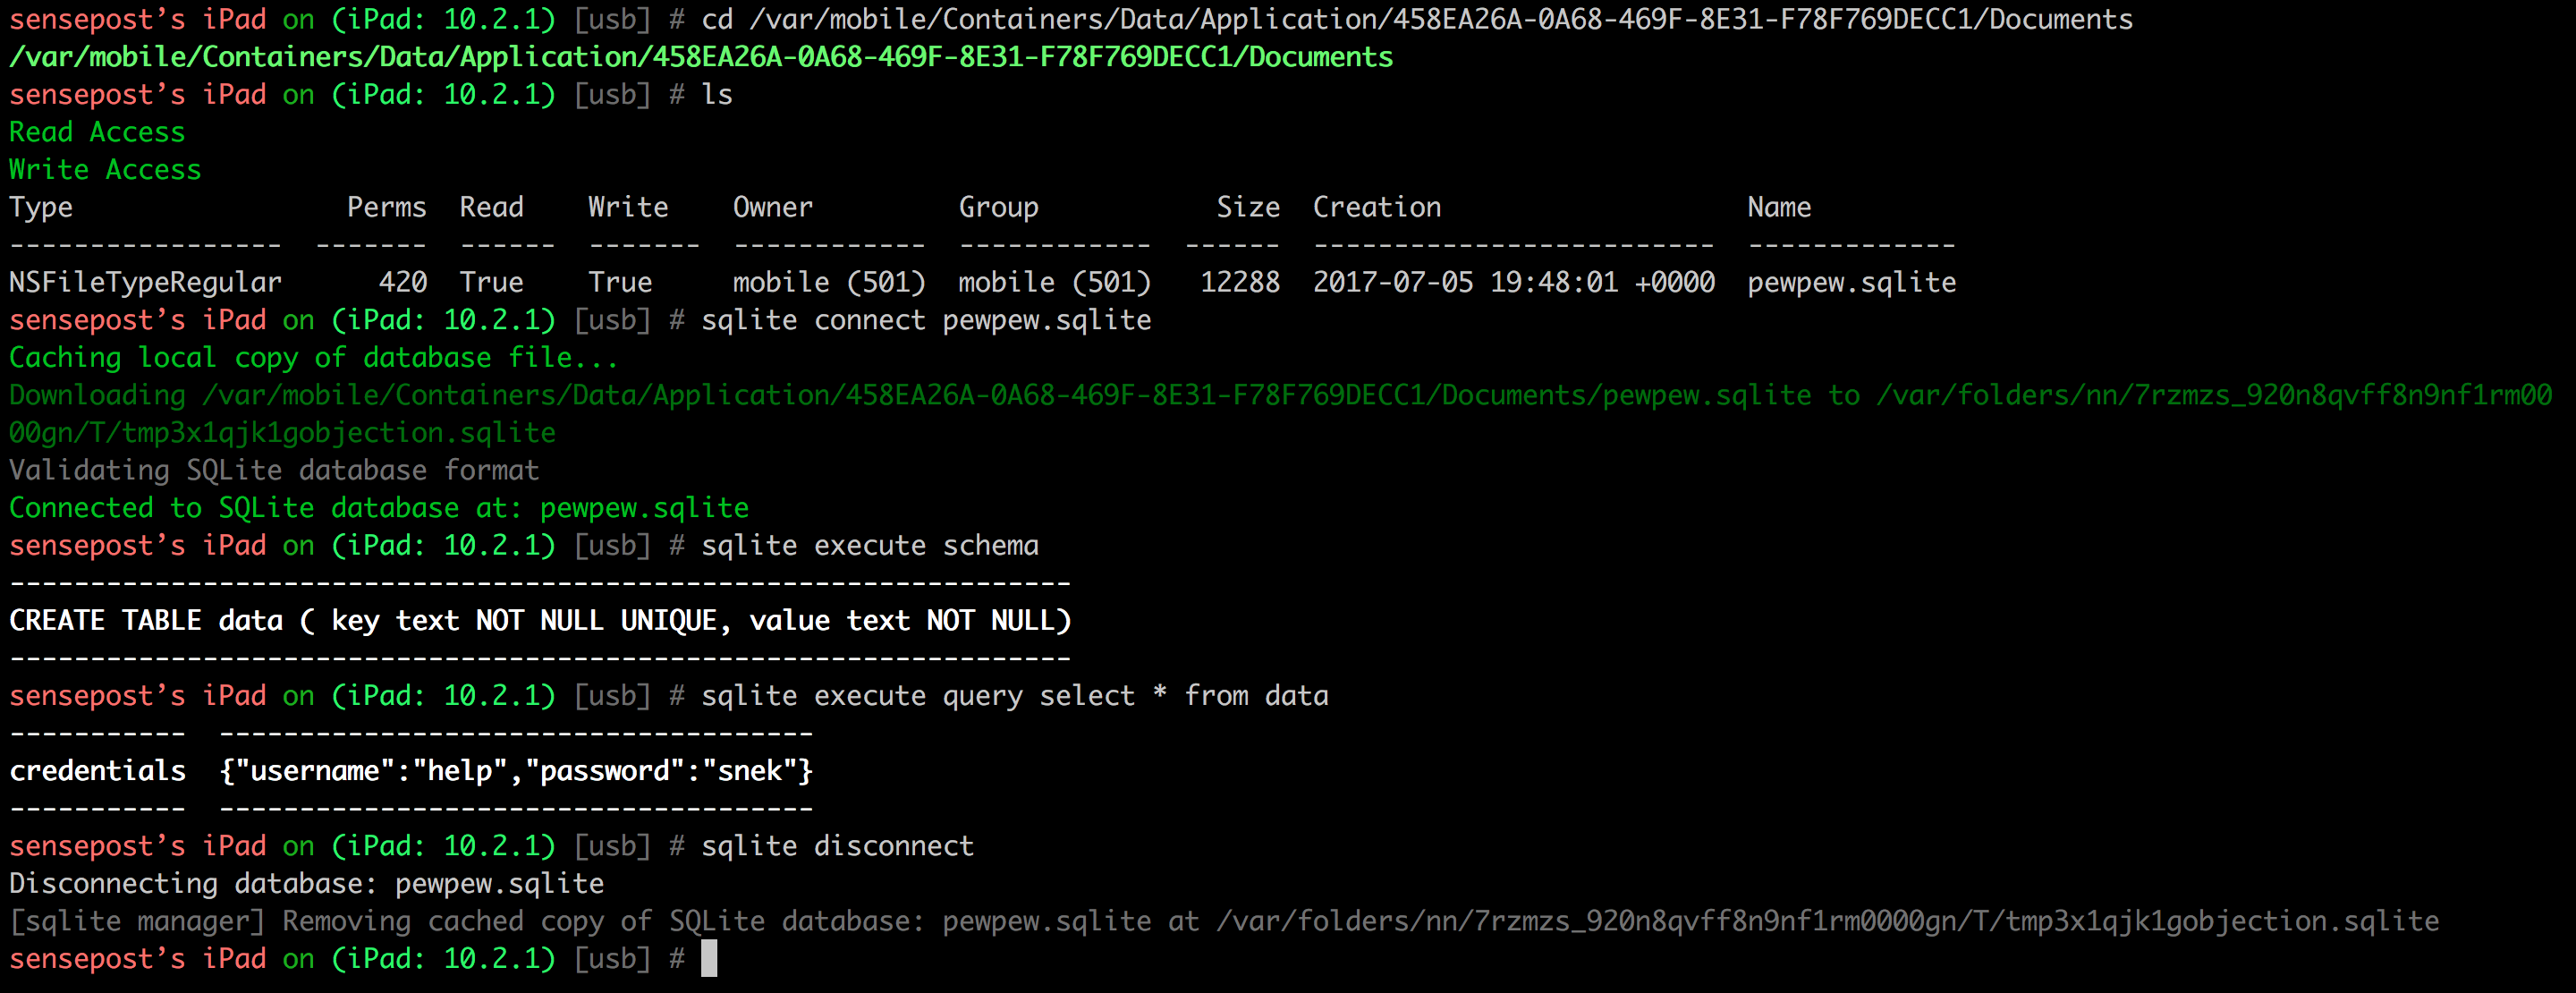 sensepost’s iPad on (iPad: 10.2.1) [usb] # cd /var/mobile/Containers/Data/Application/458EA26A-0A68-469F-8E31-F78F769DECC1/Documents
/var/mobile/Containers/Data/Application/458EA26A-0A68-469F-8E31-F78F769DECC1/Documents
sensepost’s iPad on (iPad: 10.2.1) [usb] # ls
Read Access
Write Access
Type                 Perms  Read    Write    Owner         Group           Size  Creation                   Name
-----------------  -------  ------  -------  ------------  ------------  ------  -------------------------  -------------
NSFileTypeRegular      420  True    True     mobile (501)  mobile (501)   12288  2017-07-05 19:48:01 +0000  pewpew.sqlite
sensepost’s iPad on (iPad: 10.2.1) [usb] # sqlite connect pewpew.sqlite
Caching local copy of database file...
Downloading /var/mobile/Containers/Data/Application/458EA26A-0A68-469F-8E31-F78F769DECC1/Documents/pewpew.sqlite to /var/folders/nn/7rzmzs_920n8qvff8n9nf1rm00
00gn/T/tmp3x1qjk1gobjection.sqlite
Validating SQLite database format
Connected to SQLite database at: pewpew.sqlite
sensepost’s iPad on (iPad: 10.2.1) [usb] # sqlite execute schema
------------------------------------------------------------------
CREATE TABLE data ( key text NOT NULL UNIQUE, value text NOT NULL)
------------------------------------------------------------------
sensepost’s iPad on (iPad: 10.2.1) [usb] # sqlite execute query select * from data
-----------  -------------------------------------
credentials  {"username":"help","password":"snek"}
-----------  -------------------------------------
sensepost’s iPad on (iPad: 10.2.1) [usb] # sqlite disconnect
Disconnecting database: pewpew.sqlite
[sqlite manager] Removing cached copy of SQLite database: pewpew.sqlite at /var/folders/nn/7rzmzs_920n8qvff8n9nf1rm0000gn/T/tmp3x1qjk1gobjection.sqlite
sensepost’s iPad on (iPad: 10.2.1) [usb] #